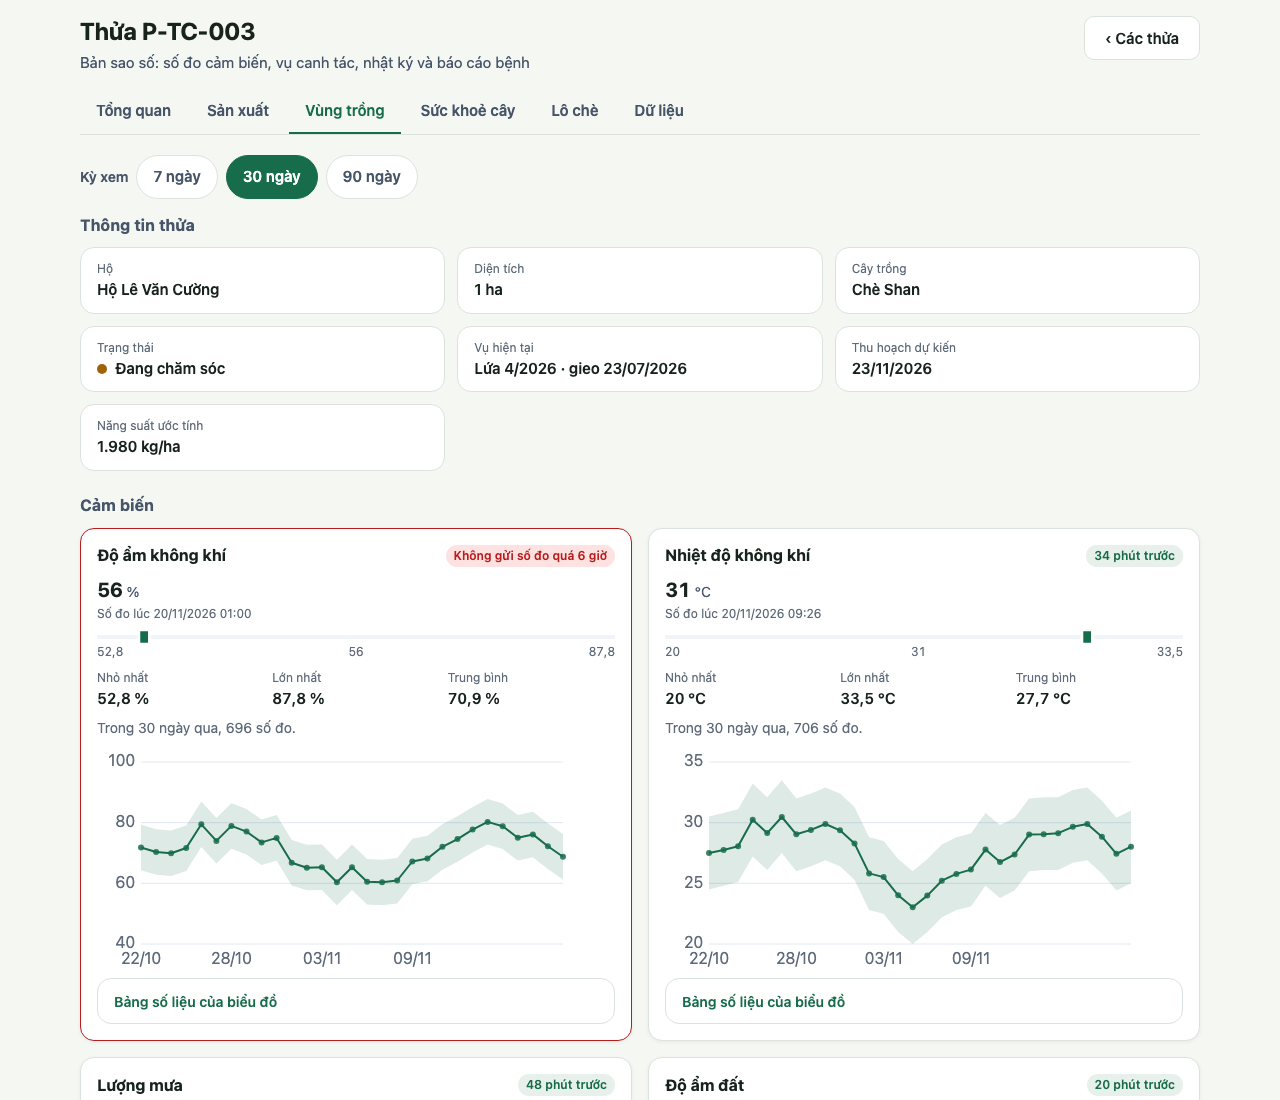 Thửa P-TC-003
‹ Các thửa
Bản sao số: số đo cảm biến, vụ canh tác, nhật ký và báo cáo bệnh
Tổng quan Sản xuất Vùng trồng Sức khoẻ cây Lô chè Dữ liệu
Kỳ xem 7 ngày 30 ngày 90 ngày
Thông tin thửa
Hộ
Hộ Lê Văn Cường
Diện tích
1 ha
Cây trồng
Chè Shan
Trạng thái
Đang chăm sóc
Vụ hiện tại
Lứa 4/2026 · gieo 23/07/2026
Thu hoạch dự kiến
23/11/2026
Năng suất ước tính
1.980 kg/ha
Cảm biến
Độ ẩm không khí
Không gửi số đo quá 6 giờ
56 %
Số đo lúc 20/11/2026 01:00
52,8 56 87,8
Nhỏ nhất Lớn nhất Trung bình
52,8 % 87,8 % 70,9 %
Trong 30 ngày qua, 696 số đo.
100
80
60
40
22/10 28/10 03/11 09/11
Bảng số liệu của biểu đồ
Nhiệt độ không khí
34 phút trước
31 °C
Số đo lúc 20/11/2026 09:26
20 31 33,5
Nhỏ nhất Lớn nhất Trung bình
20 °C 33,5 °C 27,7 °C
Trong 30 ngày qua, 706 số đo.
35
30
25
20
22/10 28/10 03/11 09/11
Bảng số liệu của biểu đồ
Lượng mưa
48 phút trước
Độ ẩm đất
20 phút trước